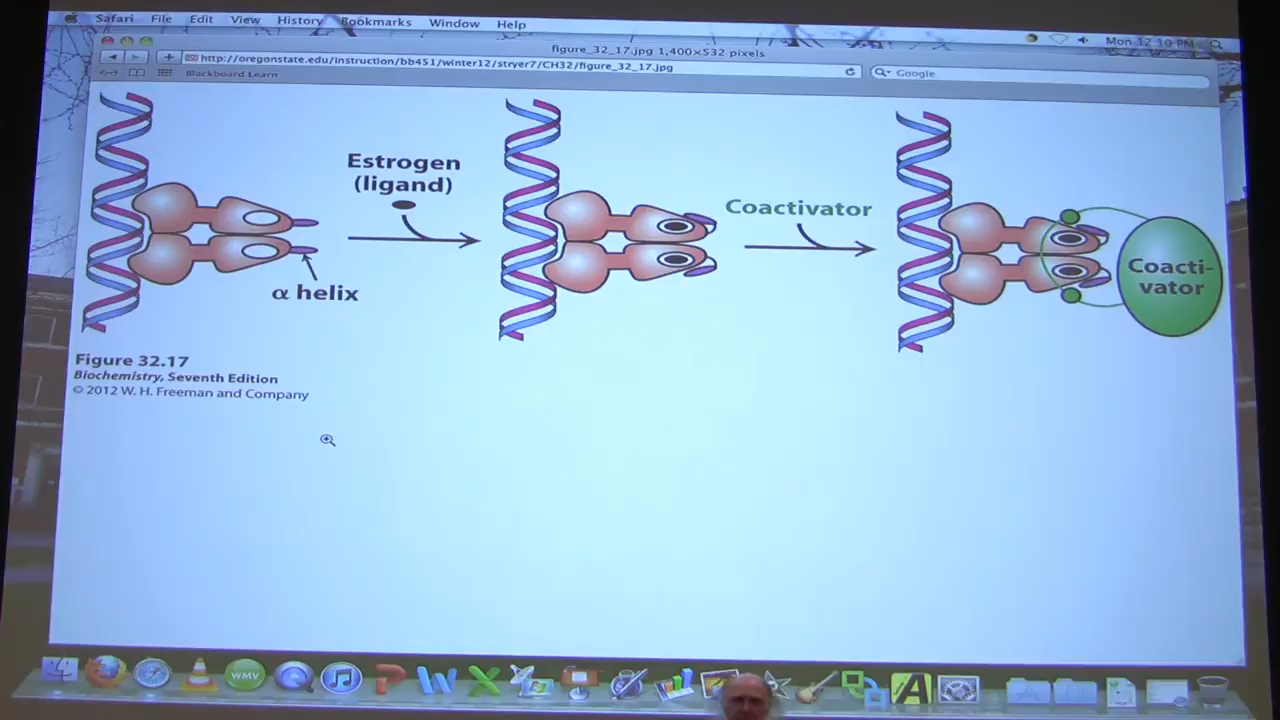 Safari File Edit View History Bookmarks Window Help
Mon 12:10 PM
figure_32_17.jpg 1,400×532 pixels
http://oregonstate.edu/instruction/bb451/winter12/stryer7/CH32/figure_32_17.jpg
Google
Blackboard Learn
Estrogen
(ligand)
α helix
Coactivator
Coacti-
vator
Figure 32.17
Biochemistry, Seventh Edition
© 2012 W. H. Freeman and Company
WMV